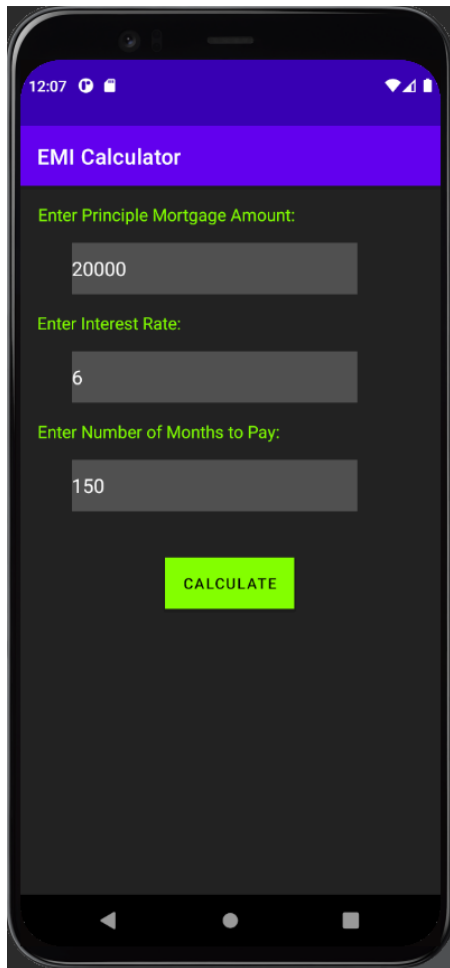 12:07
EMI Calculator
Enter Principle Mortgage Amount:
20000
Enter Interest Rate:
6
Enter Number of Months to Pay:
150
CALCULATE